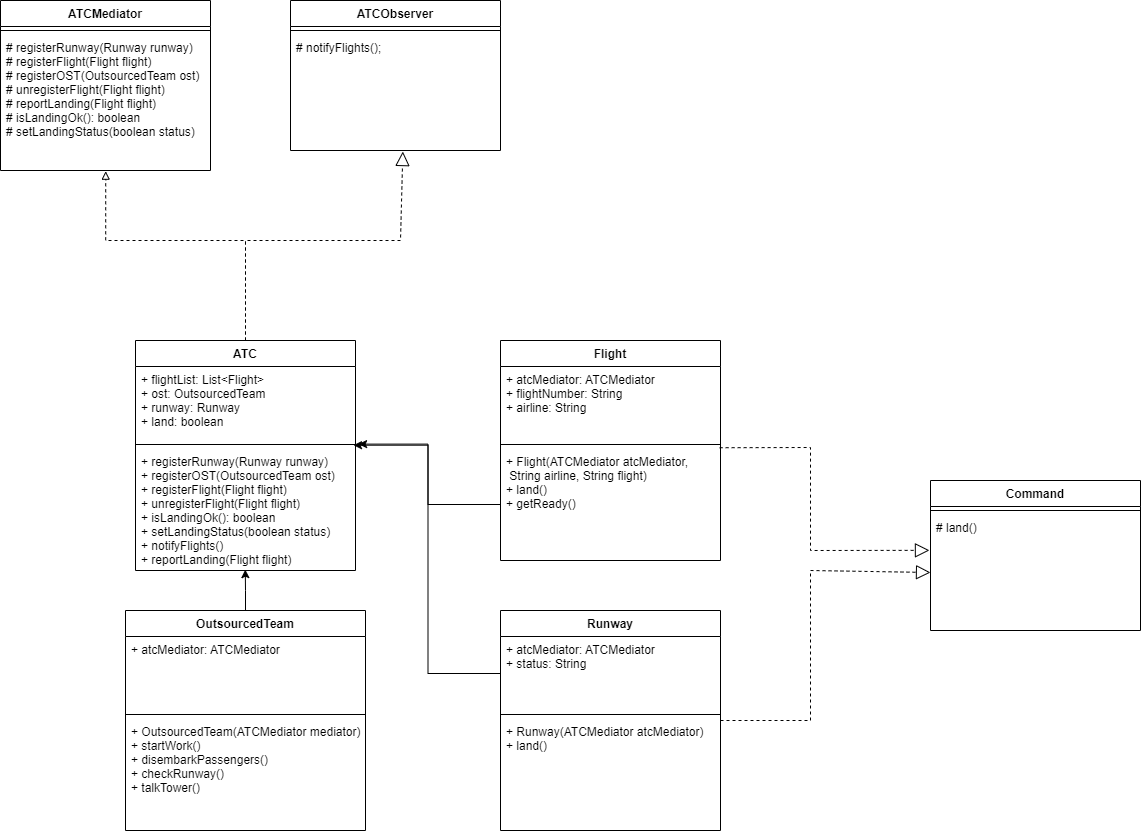 ATCMediator
# registerRunway(Runway runway)
# registerFlight(Flight flight)
# registerOST(OutsourcedTeam ost)
# unregisterFlight(Flight flight)
# reportLanding(Flight flight)
# isLandingOk(): boolean
# setLandingStatus(boolean status)
ATCObserver
# notifyFlights();
ATC
+ flightList: List<Flight>
+ ost: OutsourcedTeam
+ runway: Runway
+ land: boolean
+ registerRunway(Runway runway)
+ registerOST(OutsourcedTeam ost)
+ registerFlight(Flight flight)
+ unregisterFlight(Flight flight)
+ isLandingOk(): boolean
+ setLandingStatus(boolean status)
+ notifyFlights()
+ reportLanding(Flight flight)
Flight
+ atcMediator: ATCMediator
+ flightNumber: String
+ airline: String
+ Flight(ATCMediator atcMediator,
String airline, String flight)
+ land()
+ getReady()
Command
# land()
OutsourcedTeam
+ atcMediator: ATCMediator
+ OutsourcedTeam(ATCMediator mediator)
+ startWork()
+ disembarkPassengers()
+ checkRunway()
+ talkTower()
Runway
+ atcMediator: ATCMediator
+ status: String
+ Runway(ATCMediator atcMediator)
+ land()